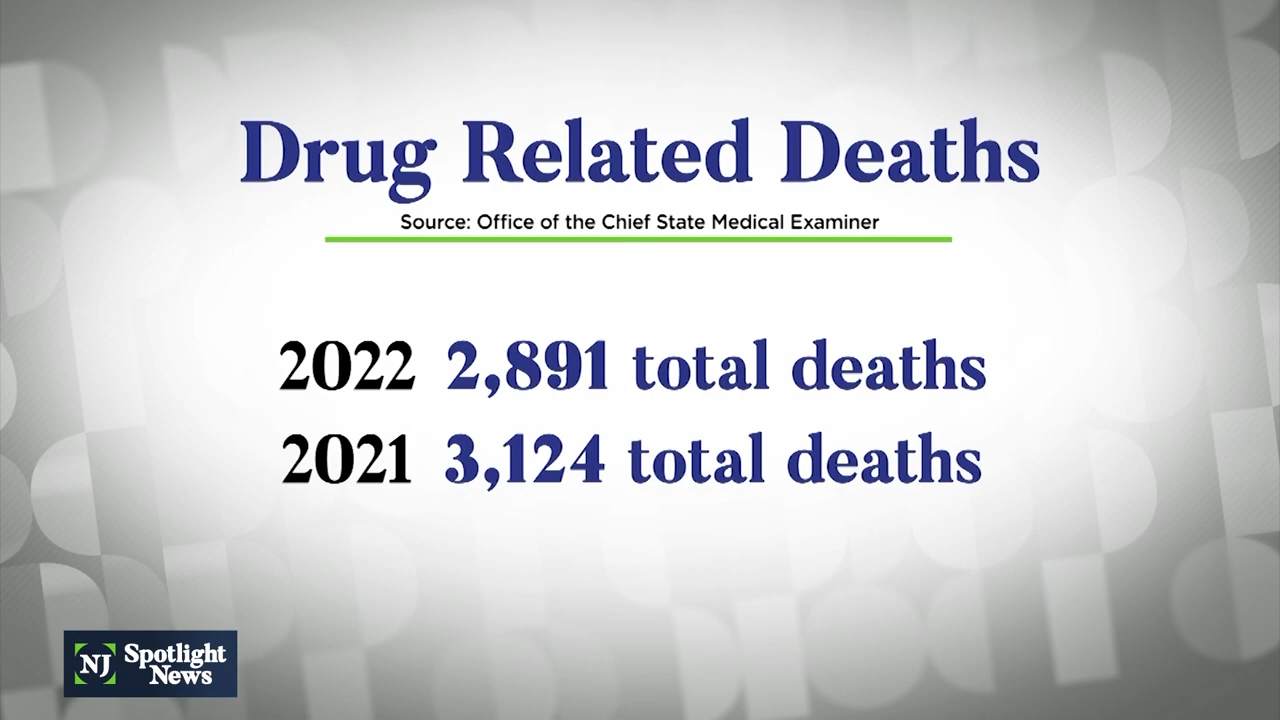 Drug Related Deaths
Source: Office of the Chief State Medical Examiner
2022 2,891 total deaths
2021 3,124 total deaths
NJ Spotlight
News